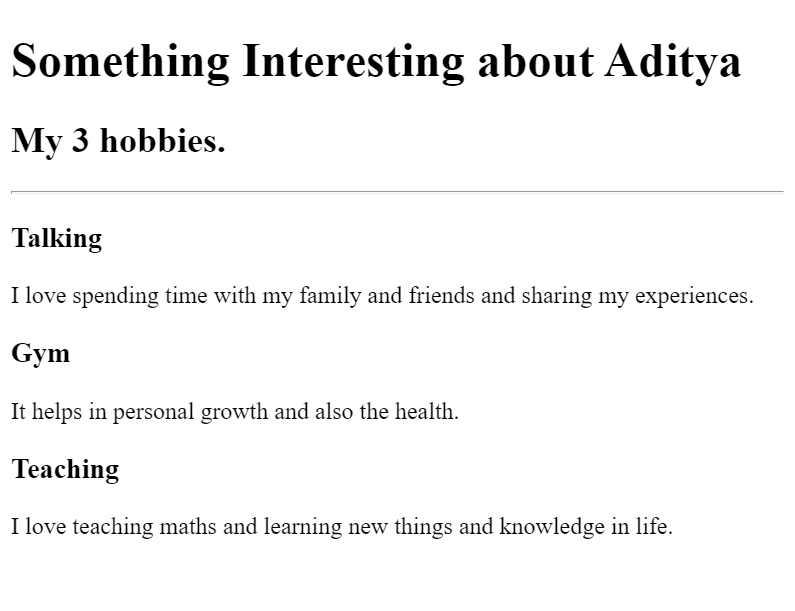 Something Interesting about Aditya
My 3 hobbies.
Talking
I love spending time with my family and friends and sharing my experiences.
Gym
It helps in personal growth and also the health.
Teaching
I love teaching maths and learning new things and knowledge in life.